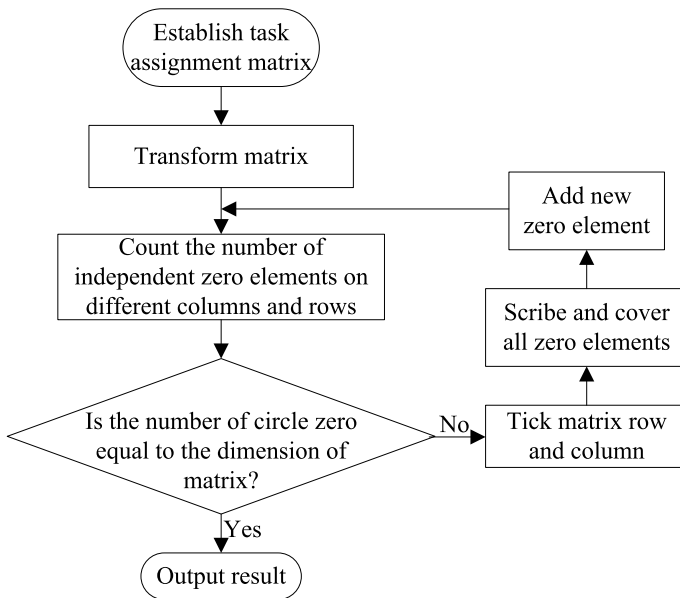 Establish task
assignment matrix
Transform matrix
Count the number of
independent zero elements on
different columns and rows
Is the number of circle zero
equal to the dimension of
matrix?
Yes
Output result
No
Tick matrix row
and column
Scribe and cover
all zero elements
Add new
zero element